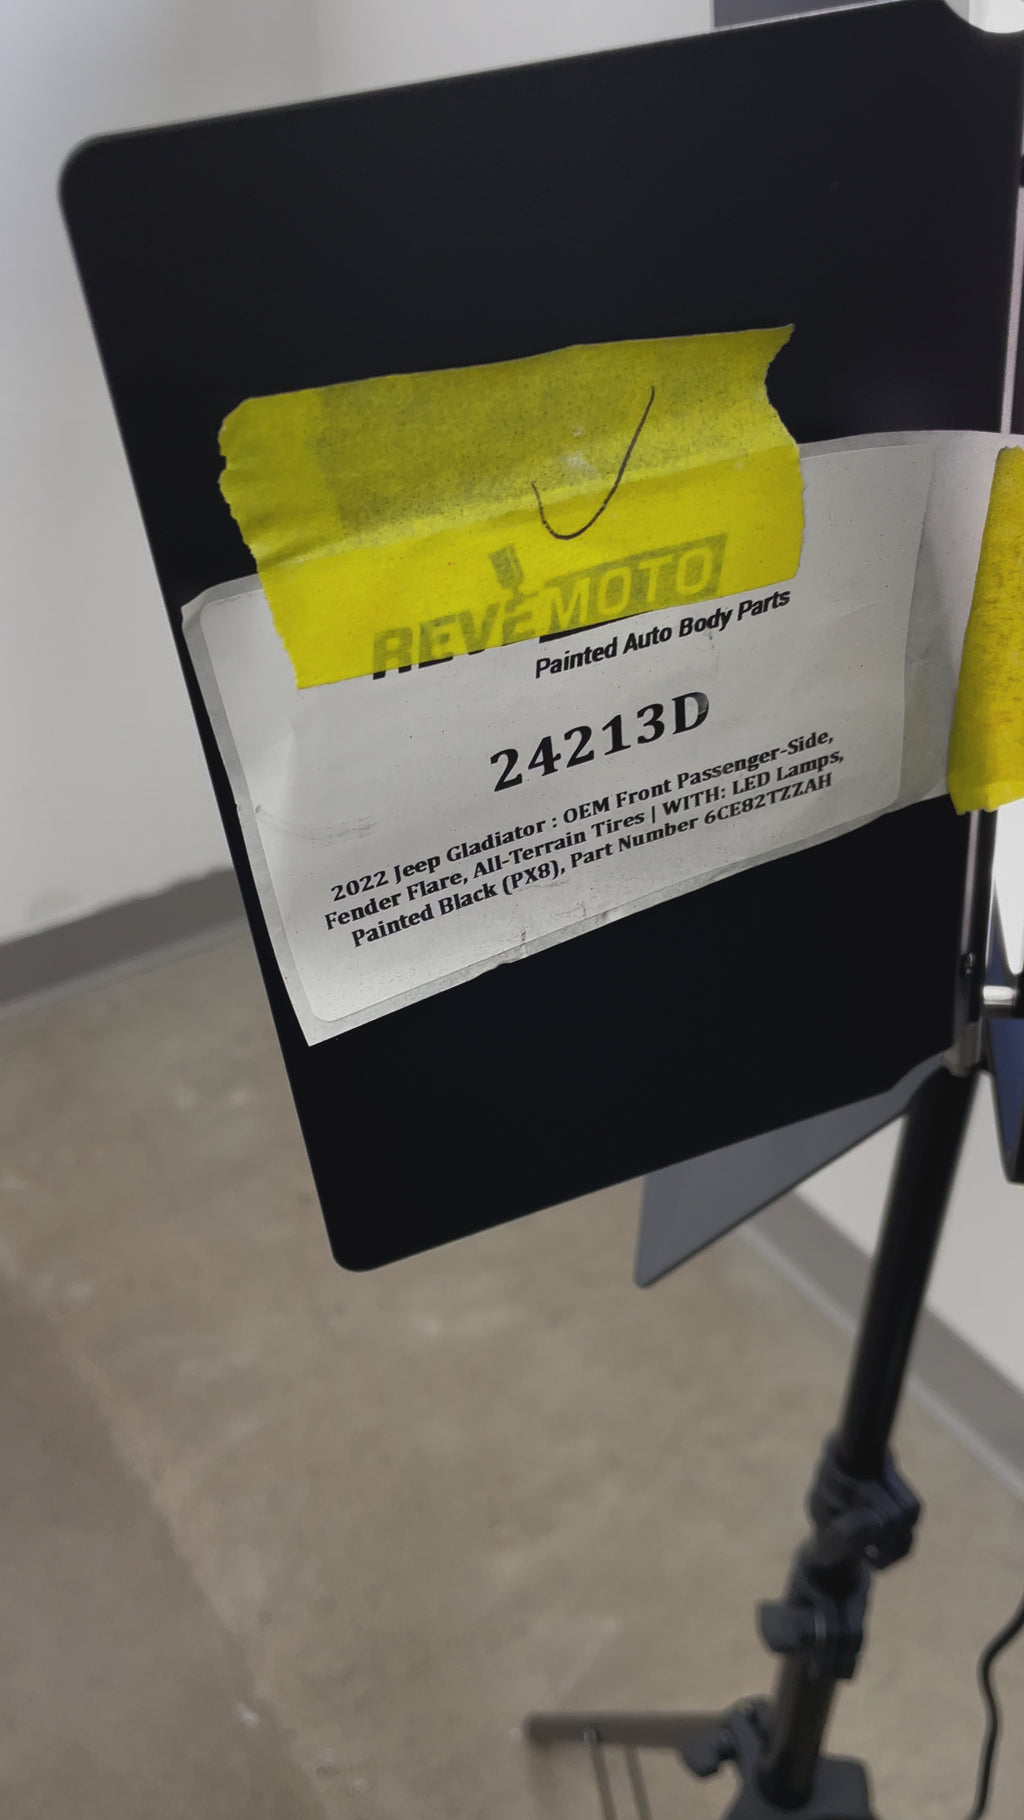 REVEMOTO
Painted Auto Body Parts
24213D
2022 Jeep Gladiator : OEM Front Passenger-Side,
Fender Flare, All-Terrain Tires | WITH: LED Lamps,
Painted Black (PX8), Part Number 6CE82TZZAH